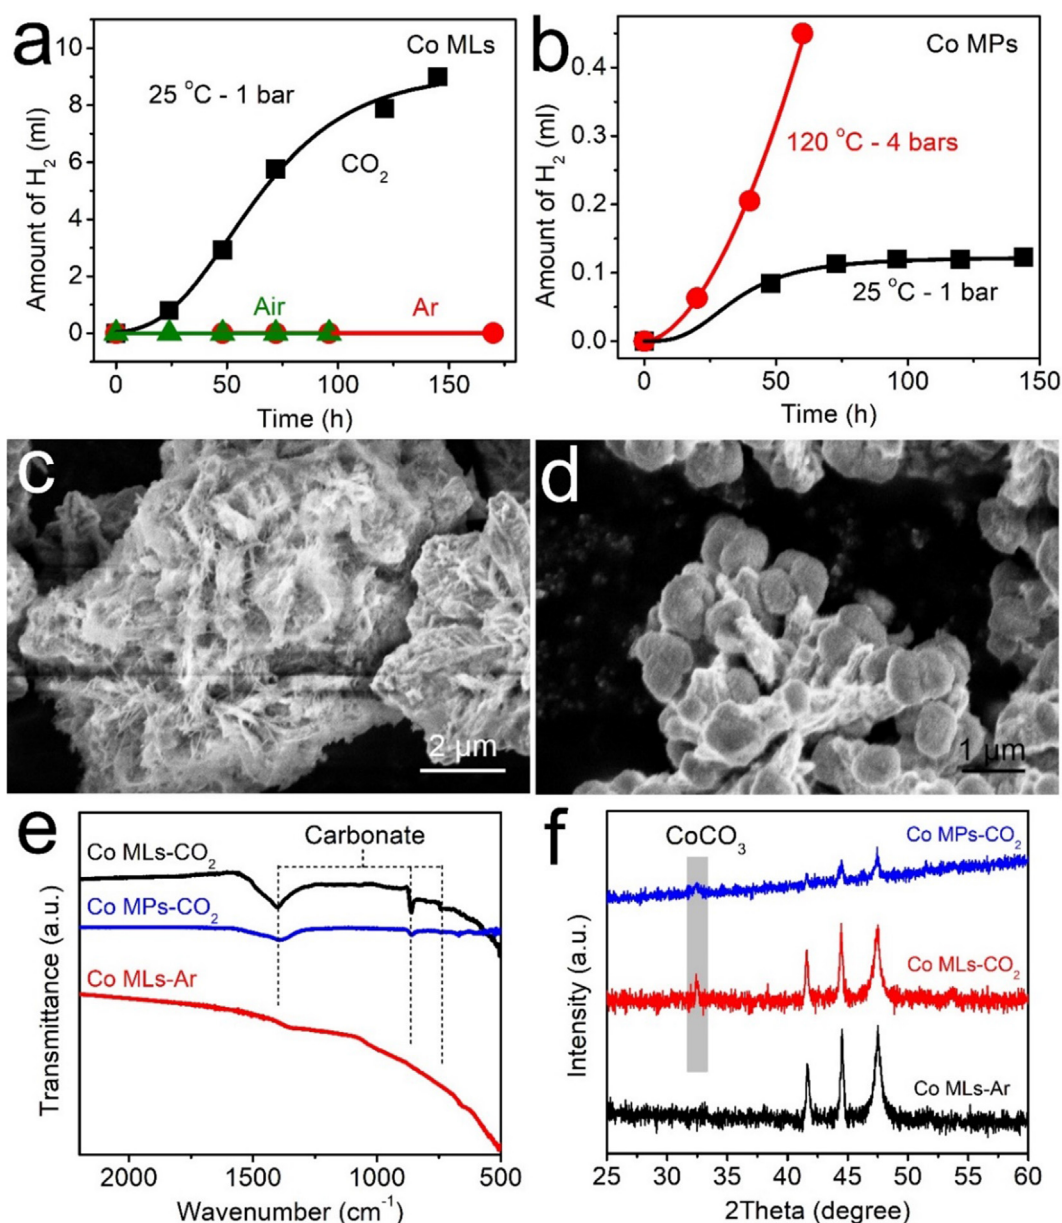 a
Co MLs
25 °C - 1 bar
CO₂
Air
Ar
Amount of H₂ (ml)
0
2
4
6
8
10
0
50
100
150
Time (h)
b
Co MPs
120 °C - 4 bars
25 °C - 1 bar
Amount of H₂ (ml)
0.0
0.1
0.2
0.3
0.4
0
50
100
150
Time (h)
c
2 μm
d
1 μm
e
Carbonate
Co MLs-CO₂
Co MPs-CO₂
Co MLs-Ar
Transmittance (a.u.)
2000
1500
1000
500
Wavenumber (cm⁻¹)
f
CoCO₃
Co MPs-CO₂
Co MLs-CO₂
Co MLs-Ar
Intensity (a.u.)
25
30
35
40
45
50
55
60
2Theta (degree)